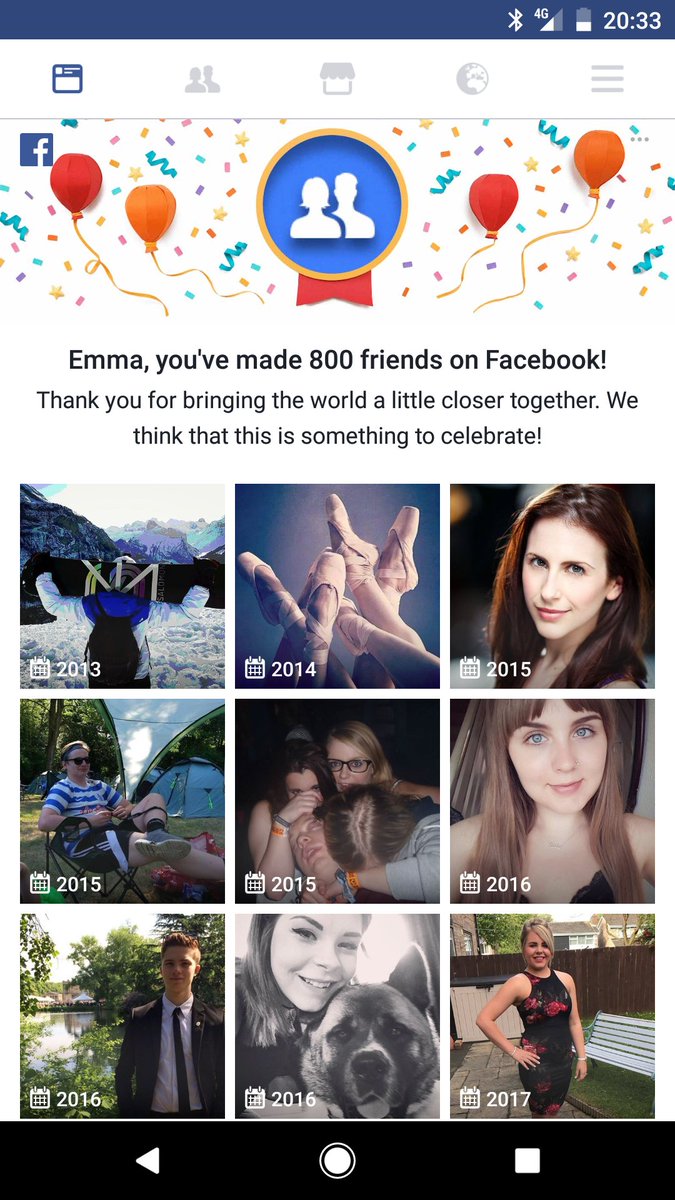 4G 20:33
f
Emma, you've made 800 friends on Facebook!
Thank you for bringing the world a little closer together. We
think that this is something to celebrate!
SALOMON
2013 2014 2015
2015 2015 2016
2016 2016 2017